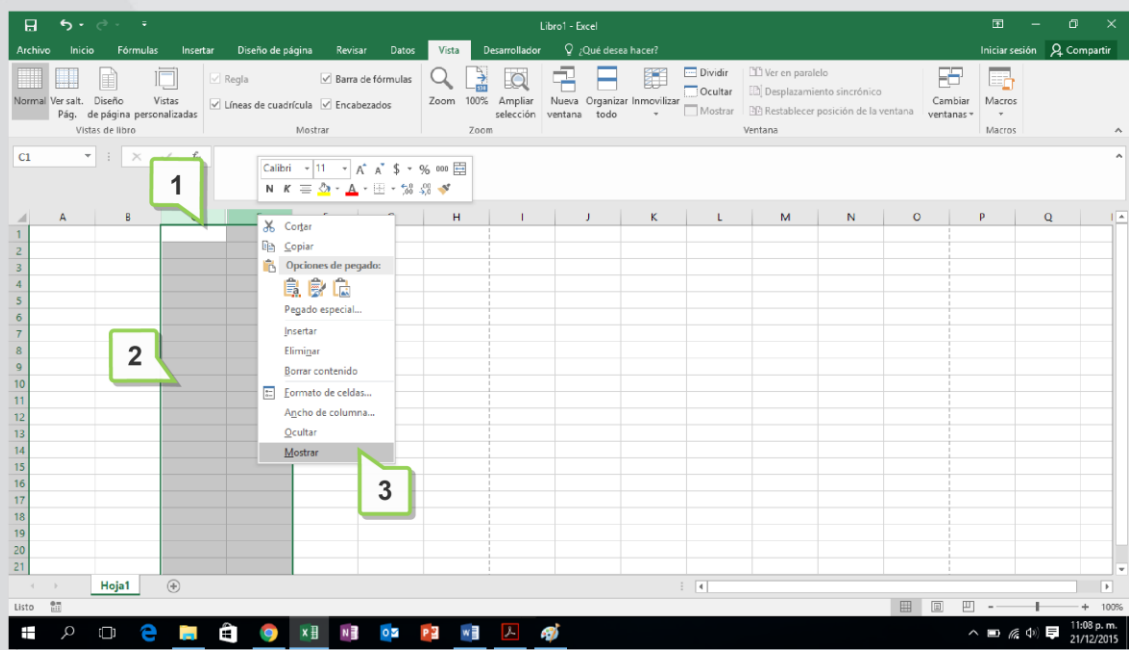 Libro1 - Excel
Archivo Inicio Fórmulas Insertar Diseño de página Revisar Datos Vista Desarrollador ¿Qué desea hacer? Iniciar sesión Compartir
Normal Ver salt. Pág. Diseño de página Vistas personalizadas
Vistas de libro
Regla Barra de fórmulas
Líneas de cuadrícula Encabezados
Mostrar
Zoom 100% Ampliar selección
Zoom
Nueva ventana Organizar todo Inmovilizar
Dividir
Ocultar
Mostrar
Ver en paralelo
Desplazamiento sincrónico
Restablecer posición de la ventana
Cambiar ventanas
Ventana
Macros
Macros
C1
Calibri 11 A A $ % 000
N K A
1
A B H I J K L M N O P Q
Cortar
Copiar
Opciones de pegado:
Pegado especial...
Insertar
Eliminar
Borrar contenido
Formato de celdas...
Ancho de columna...
Ocultar
Mostrar
2
3
1
2
3
4
5
6
7
8
9
10
11
12
13
14
15
16
17
18
19
20
21
Hoja1
Listo
100%
11:08 p. m.
21/12/2015